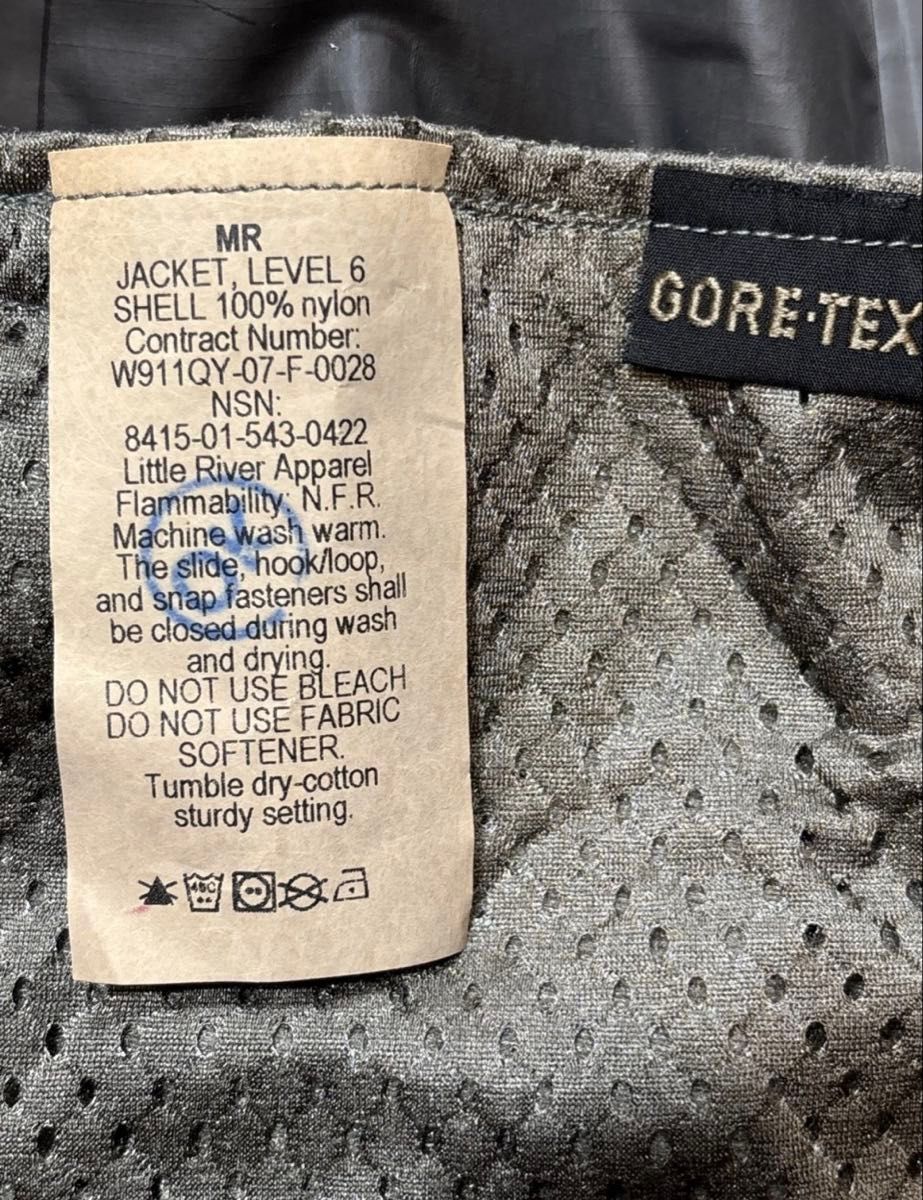 MR
JACKET, LEVEL 6
SHELL 100% nylon
Contract Number:
W911QY-07-F-0028
NSN:
8415-01-543-0422
Little River Apparel
Flammability: N.F.R.
Machine wash warm.
The slide, hook/loop,
and snap fasteners shall
be closed during wash
and drying.
DO NOT USE BLEACH
DO NOT USE FABRIC
SOFTENER.
Tumble dry-cotton
sturdy setting.
GORE-TEX